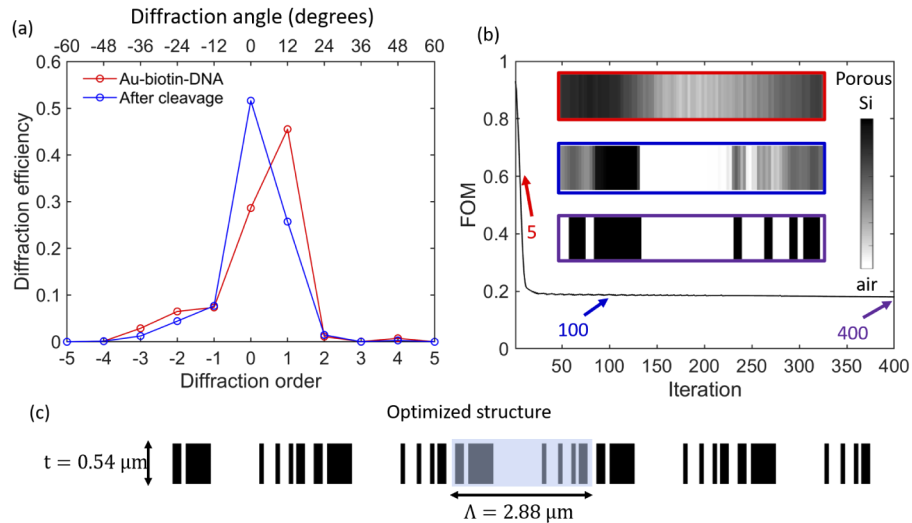 Diffraction angle (degrees)
(a)
-60 -48 -36 -24 -12 0 12 24 36 48 60
0.6
0.5
0.4
0.3
0.2
0.1
0
Diffraction efficiency
Au-biotin-DNA
After cleavage
-5 -4 -3 -2 -1 0 1 2 3 4 5
Diffraction order
(b)
1
0.8
0.6
0.4
0.2
0
FOM
Porous
Si
air
5
100
400
50 100 150 200 250 300 350 400
Iteration
(c)
Optimized structure
t = 0.54 μm
Λ = 2.88 μm